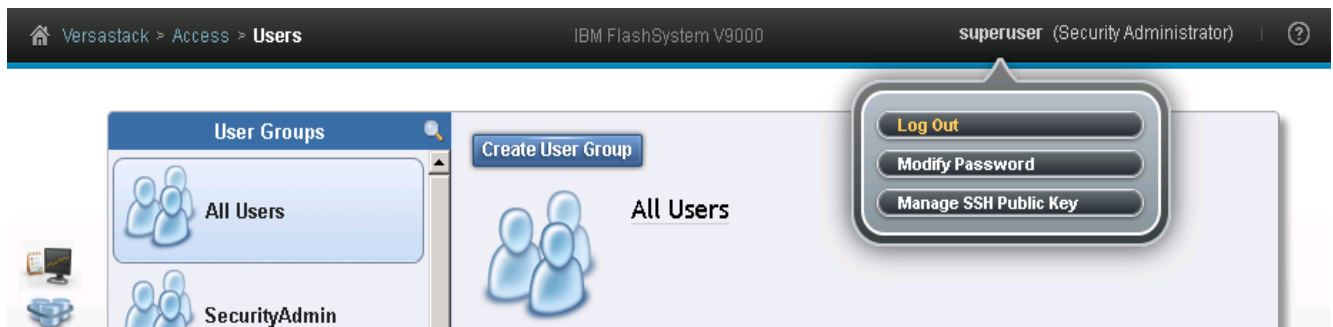 Versastack > Access > Users
IBM FlashSystem V9000
superuser (Security Administrator)
?
User Groups
All Users
SecurityAdmin
Create User Group
All Users
Log Out
Modify Password
Manage SSH Public Key